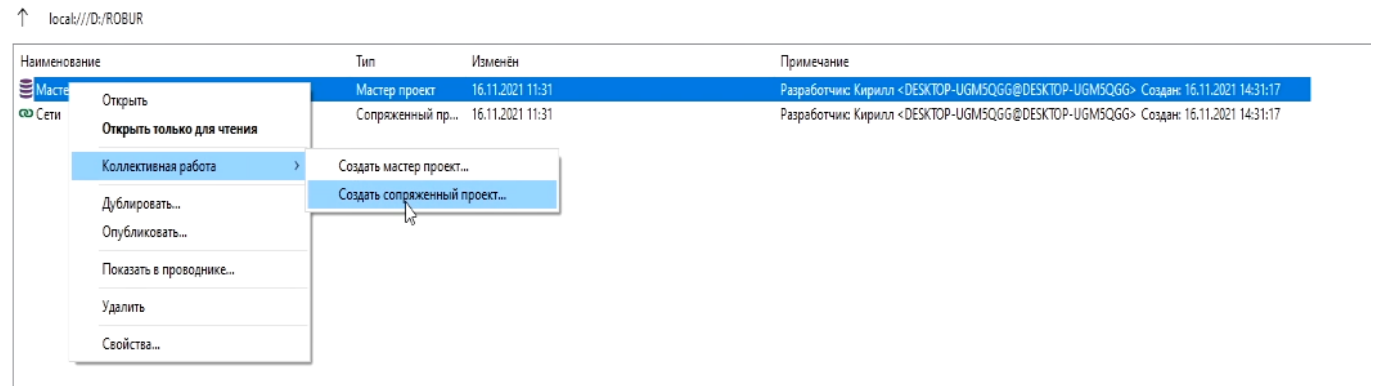 ↑ local:///D:/ROBUR
Наименование Тип Изменён Примечание
Масте Мастер проект 16.11.2021 11:31 Разработчик: Кирилл <DESKTOP-UGM5QGG@DESKTOP-UGM5QGG> Создан: 16.11.2021 14:31:17
Сети Сопряженный пр... 16.11.2021 11:31 Разработчик: Кирилл <DESKTOP-UGM5QGG@DESKTOP-UGM5QGG> Создан: 16.11.2021 14:31:17
Открыть
Открыть только для чтения
Коллективная работа >
Создать мастер проект...
Создать сопряженный проект...
Дублировать...
Опубликовать...
Показать в проводнике...
Удалить
Свойства...